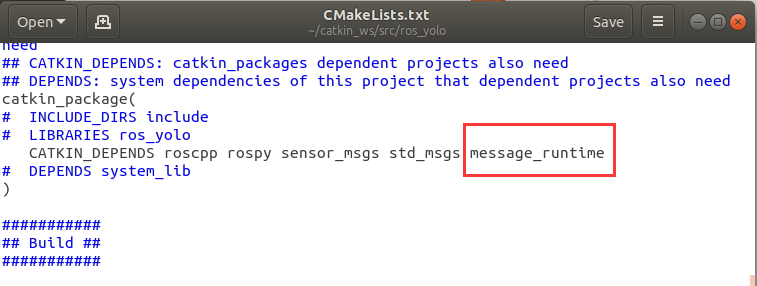 CMakeLists.txt
Open
~/catkin_ws/src/ros_yolo
Save
need
## CATKIN_DEPENDS: catkin_packages dependent projects also need
## DEPENDS: system dependencies of this project that dependent projects also need
catkin_package(
#  INCLUDE_DIRS include
#  LIBRARIES ros_yolo
   CATKIN_DEPENDS roscpp rospy sensor_msgs std_msgs message_runtime
#  DEPENDS system_lib
)
###########
## Build ##
###########